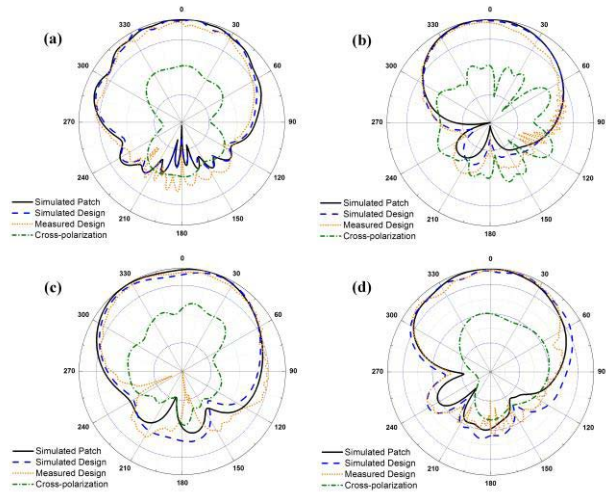 (a)
0
30
60
90
120
150
180
210
240
270
300
330
Simulated Patch
Simulated Design
Measured Design
Cross-polarization
(b)
0
30
60
90
120
150
180
210
240
270
300
330
Simulated Patch
Simulated Design
Measured Design
Cross-polarization
(c)
0
30
60
90
120
150
180
210
240
270
300
330
Simulated Patch
Simulated Design
Measured Design
Cross-polarization
(d)
0
30
60
90
120
150
180
210
240
270
300
330
Simulated Patch
Simulated Design
Measured Design
Cross-polarization